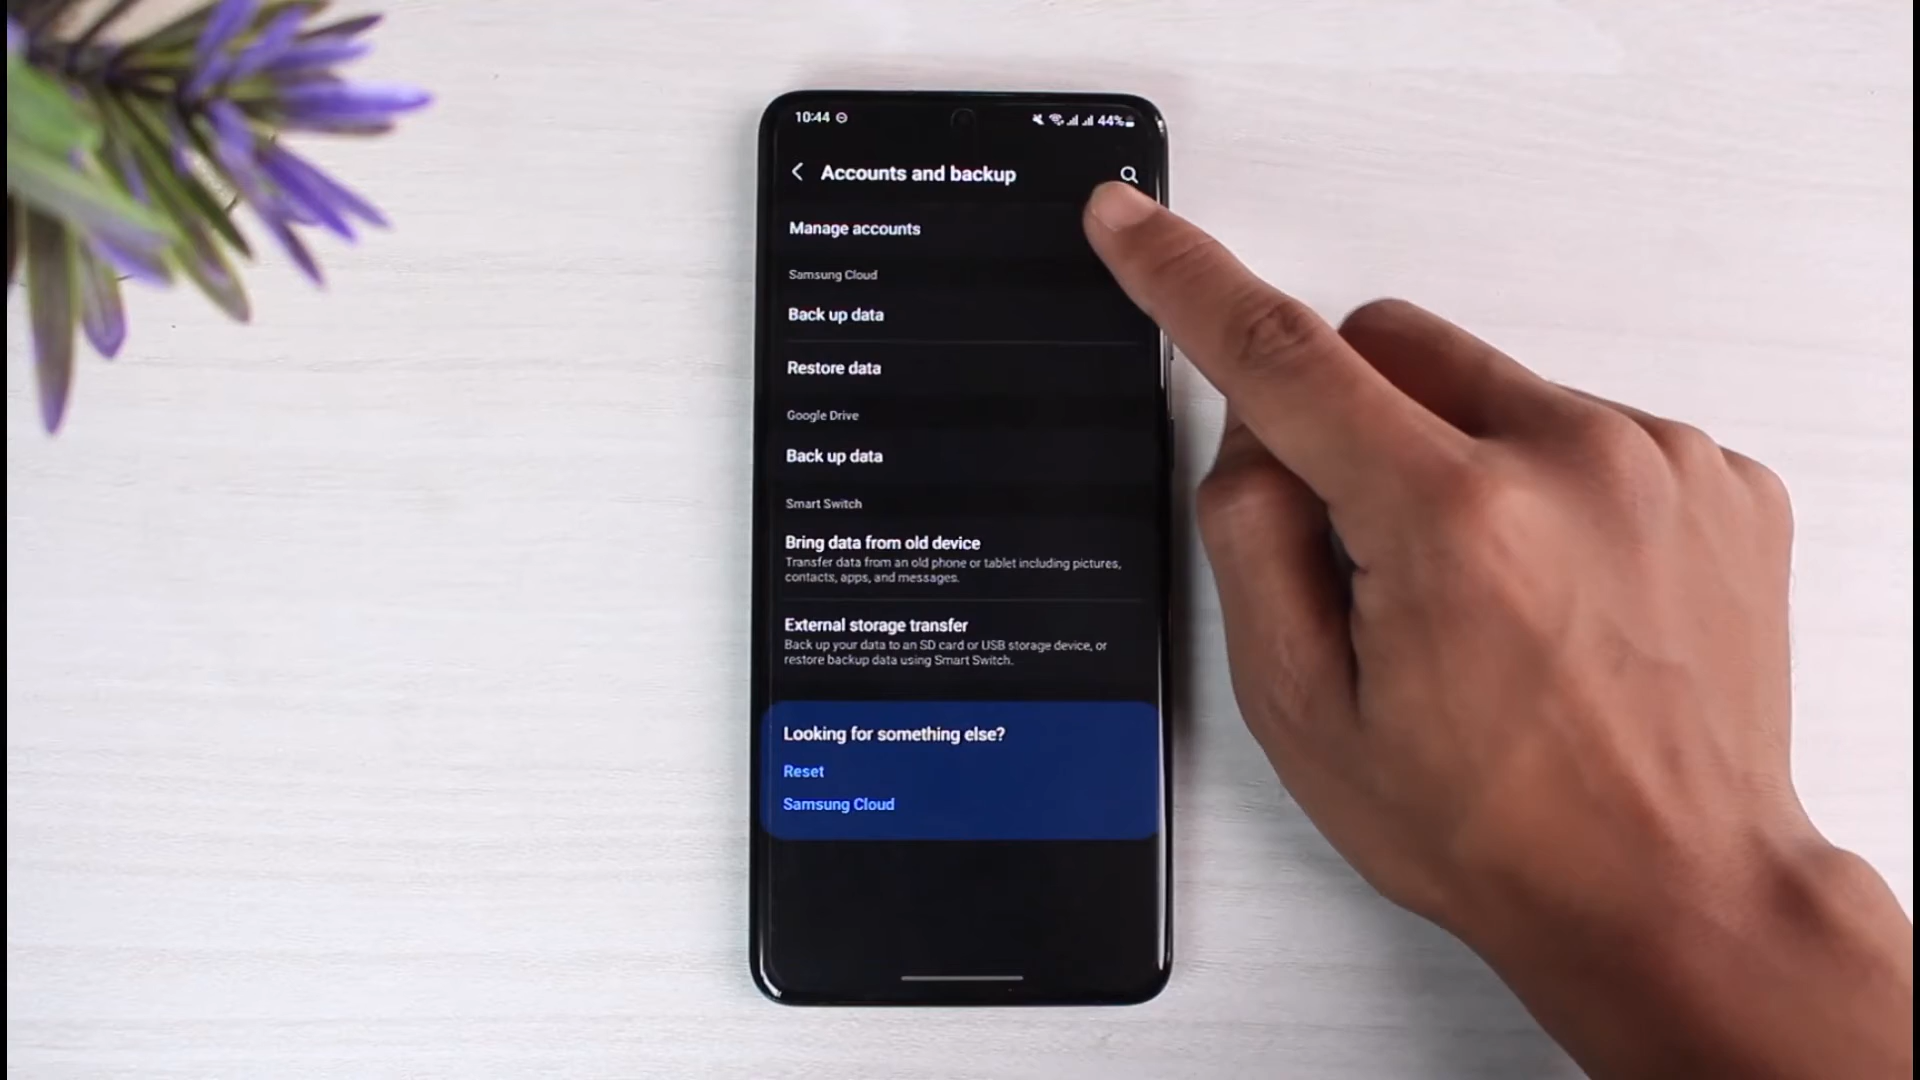 10:44
44%
Accounts and backup
Manage accounts
Samsung Cloud
Back up data
Restore data
Google Drive
Back up data
Smart Switch
Bring data from old device
Transfer data from an old phone or tablet including pictures,
contacts, apps, and messages.
External storage transfer
Back up your data to an SD card or USB storage device, or
restore backup data using Smart Switch.
Looking for something else?
Reset
Samsung Cloud